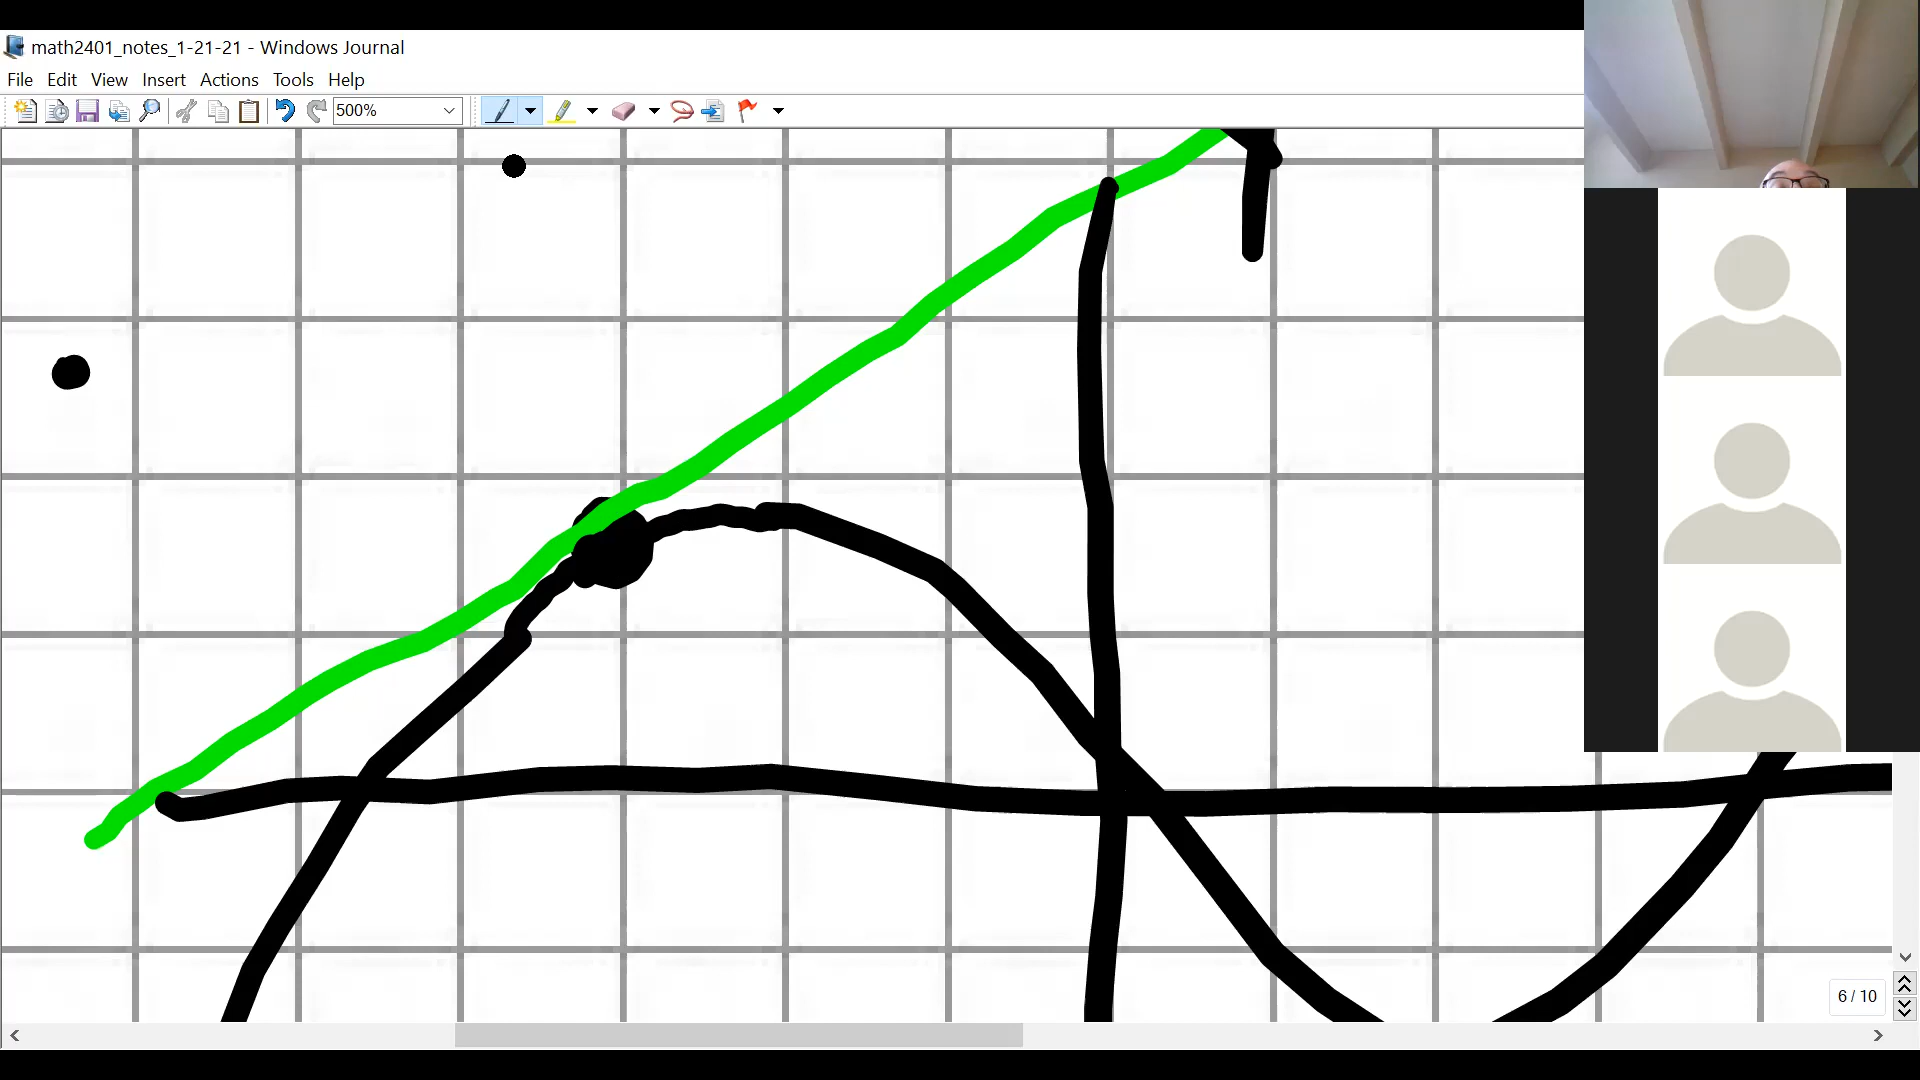 math2401_notes_1-21-21 - Windows Journal
File Edit View Insert Actions Tools Help
500%
6 / 10